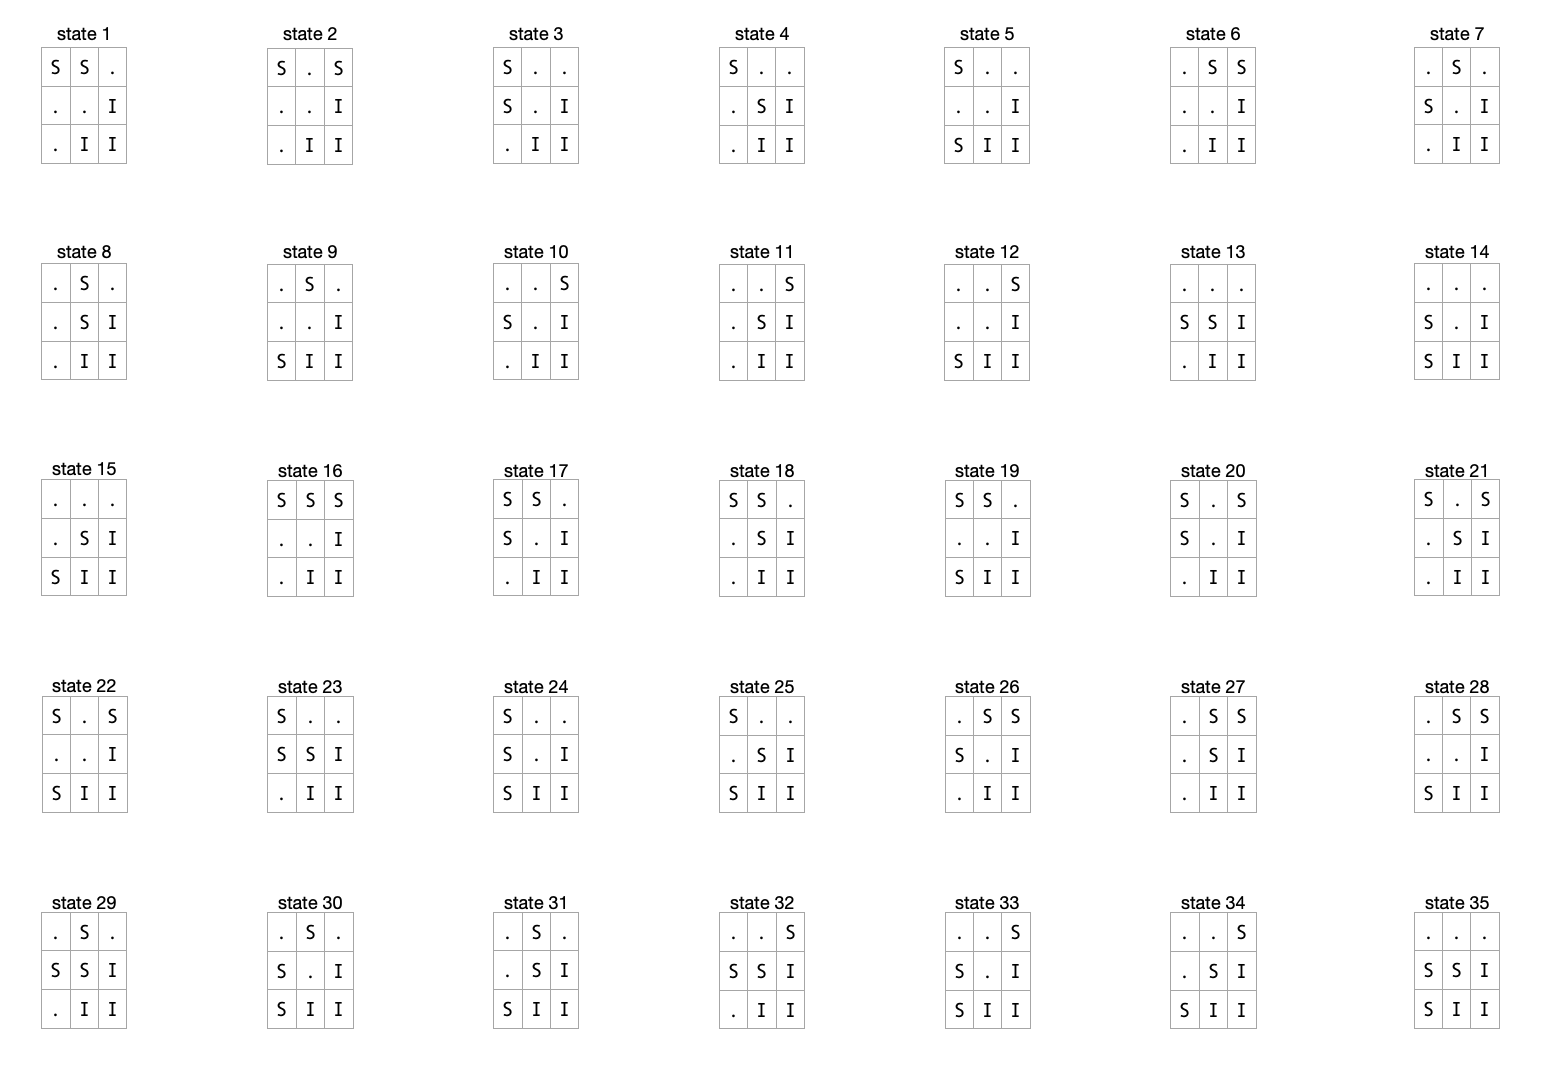 state 1 state 2 state 3 state 4 state 5 state 6 state 7
S S . S . S S . . S . . S . . . S S . S .
. . I . . I S . I . S I . . I . . I S . I
. I I . I I . I I . I I S I I . I I . I I
state 8 state 9 state 10 state 11 state 12 state 13 state 14
. S . . S . . . S . . S . . S . . . . . .
. S I . . I S . I . S I . . I S S I S . I
. I I S I I . I I . I I S I I . I I S I I
state 15 state 16 state 17 state 18 state 19 state 20 state 21
. . . S S S S S . S S . S S . S . S S . S
. S I . . I S . I . S I . . I S . I . S I
S I I . I I . I I . I I S I I . I I . I I
state 22 state 23 state 24 state 25 state 26 state 27 state 28
S . S S . . S . . S . . . S S . S S . S S
. . I S S I S . I . S I S . I . S I . . I
S I I . I I S I I S I I . I I . I I S I I
state 29 state 30 state 31 state 32 state 33 state 34 state 35
. S . . S . . S . . . S . . S . . S . . .
S S I S . I . S I S S I S . I . S I S S I
. I I S I I S I I . I I S I I S I I S I I